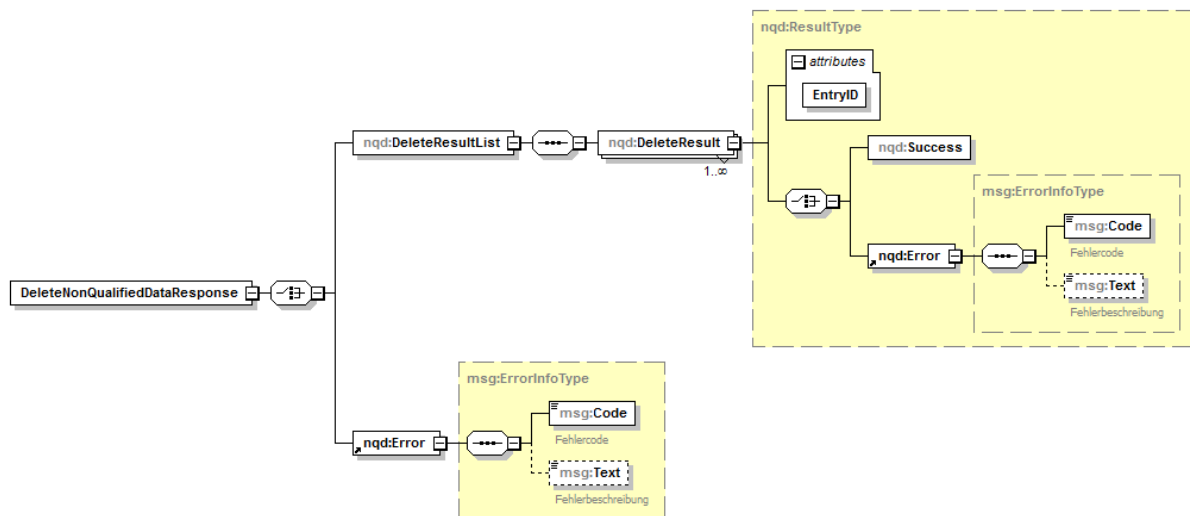 nqd:ResultType
attributes
EntryID
nqd:DeleteResultList
nqd:DeleteResult
1..∞
nqd:Success
msg:ErrorInfoType
msg:Code
Fehlercode
nqd:Error
msg:Text
Fehlerbeschreibung
DeleteNonQualifiedDataResponse
msg:ErrorInfoType
msg:Code
Fehlercode
nqd:Error
msg:Text
Fehlerbeschreibung